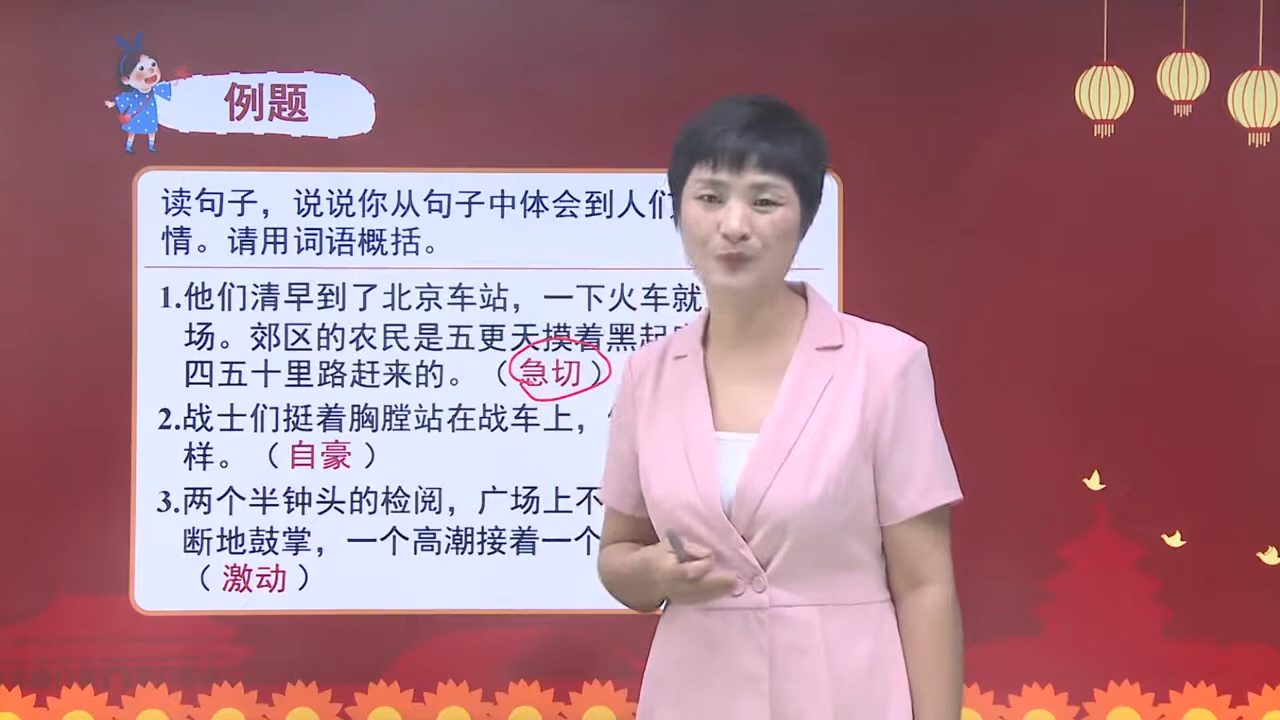 例题
读句子，说说你从句子中体会到人们
情。请用词语概括。
1.他们清早到了北京车站，一下火车就
场。郊区的农民是五更天摸着黑起
四五十里路赶来的。（急切）
2.战士们挺着胸膛站在战车上，
样。（自豪）
3.两个半钟头的检阅，广场上不
断地鼓掌，一个高潮接着一个
（激动）